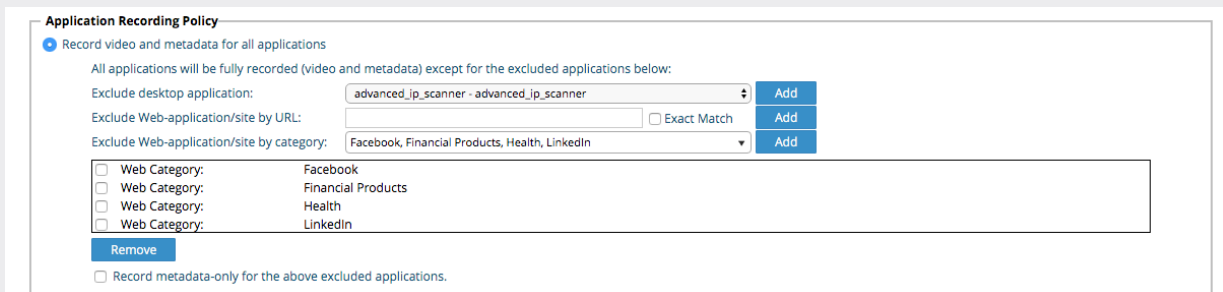 Application Recording Policy
Record video and metadata for all applications
All applications will be fully recorded (video and metadata) except for the excluded applications below:
Exclude desktop application: advanced_ip_scanner - advanced_ip_scanner Add
Exclude Web-application/site by URL: Exact Match Add
Exclude Web-application/site by category: Facebook, Financial Products, Health, LinkedIn Add
Web Category: Facebook
Web Category: Financial Products
Web Category: Health
Web Category: LinkedIn
Remove
Record metadata-only for the above excluded applications.